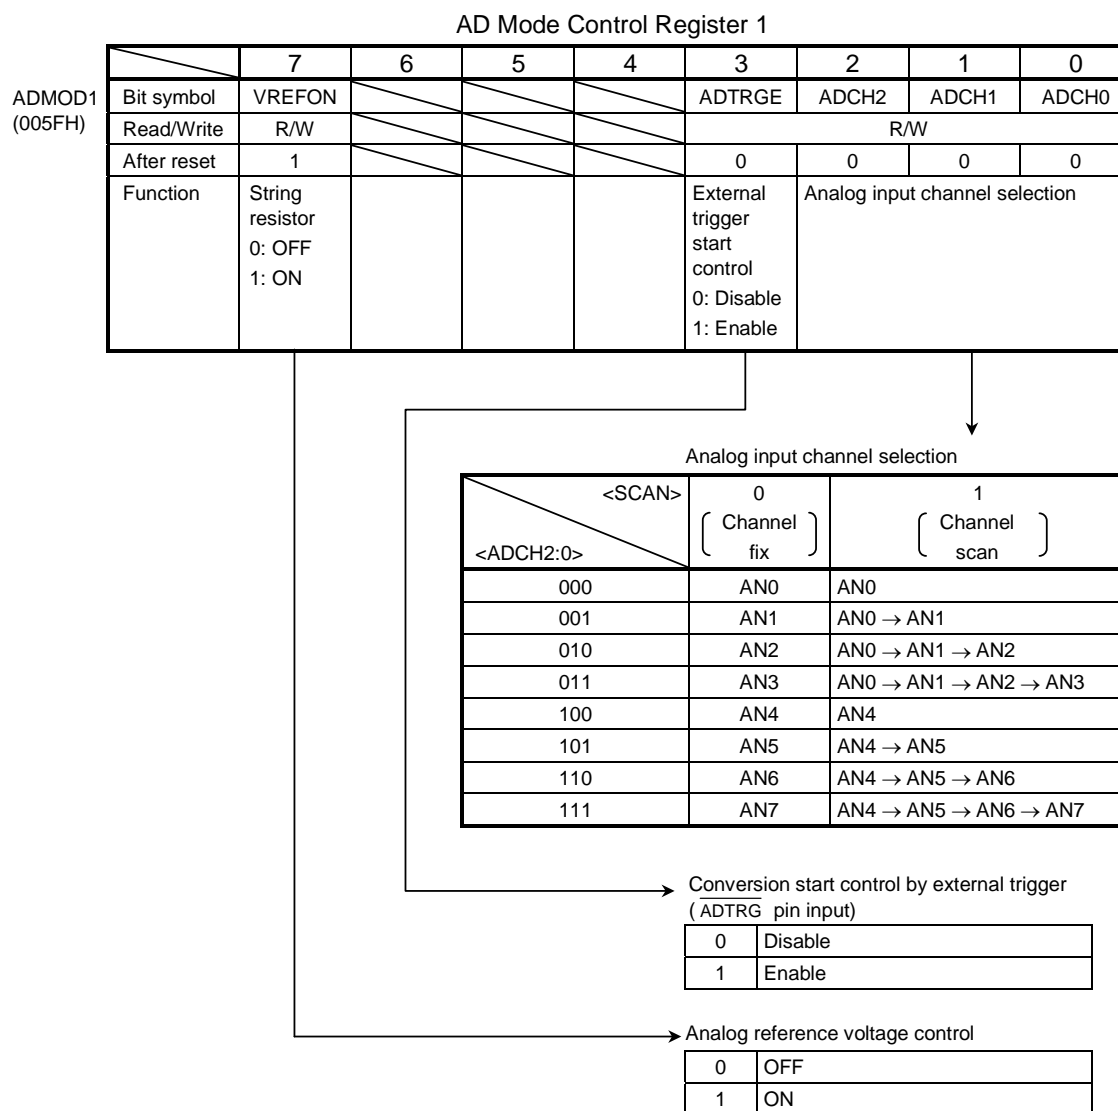 AD Mode Control Register 1
7 6 5 4 3 2 1 0
ADMOD1 Bit symbol VREFON ADTRGE ADCH2 ADCH1 ADCH0
(005FH) Read/Write R/W R/W
After reset 1 0 0 0 0
Function String External Analog input channel selection
resistor trigger
0: OFF start
1: ON control
0: Disable
1: Enable
Analog input channel selection
<SCAN> 0 1
Channel Channel
<ADCH2:0> fix scan
000 AN0 AN0
001 AN1 AN0 → AN1
010 AN2 AN0 → AN1 → AN2
011 AN3 AN0 → AN1 → AN2 → AN3
100 AN4 AN4
101 AN5 AN4 → AN5
110 AN6 AN4 → AN5 → AN6
111 AN7 AN4 → AN5 → AN6 → AN7
Conversion start control by external trigger
( ADTRG pin input)
0 Disable
1 Enable
Analog reference voltage control
0 OFF
1 ON